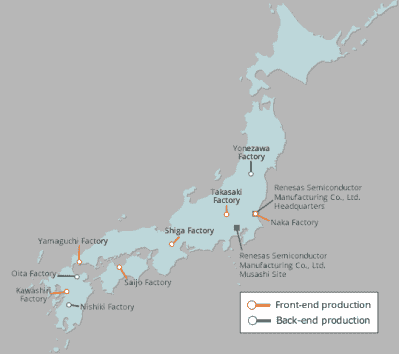 Yonezawa
Factory
Takasaki
Factory
Renesas Semiconductor
Manufacturing Co., Ltd.
Headquarters
Naka Factory
Shiga Factory
Yamaguchi Factory
Renesas Semiconductor
Manufacturing Co., Ltd.
Musashi Site
Oita Factory
Saijo Factory
Kawashiri
Factory
Nishiki Factory
Front-end production
Back-end production